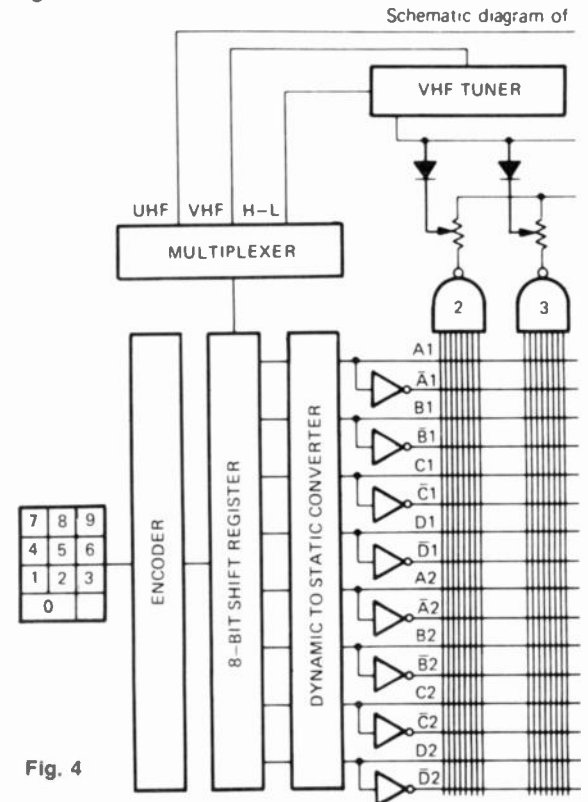 Schematic diagram of
VHF TUNER
UHF VHF H-L
MULTIPLEXER
2 3
ENCODER
8-BIT SHIFT REGISTER
DYNAMIC TO STATIC CONVERTER
A1
Ā1
B1
B̄1
C1
C̄1
D1
D̄1
A2
Ā2
B2
B̄2
C2
C̄2
D2
D̄2
7 8 9
4 5 6
1 2 3
0
Fig. 4